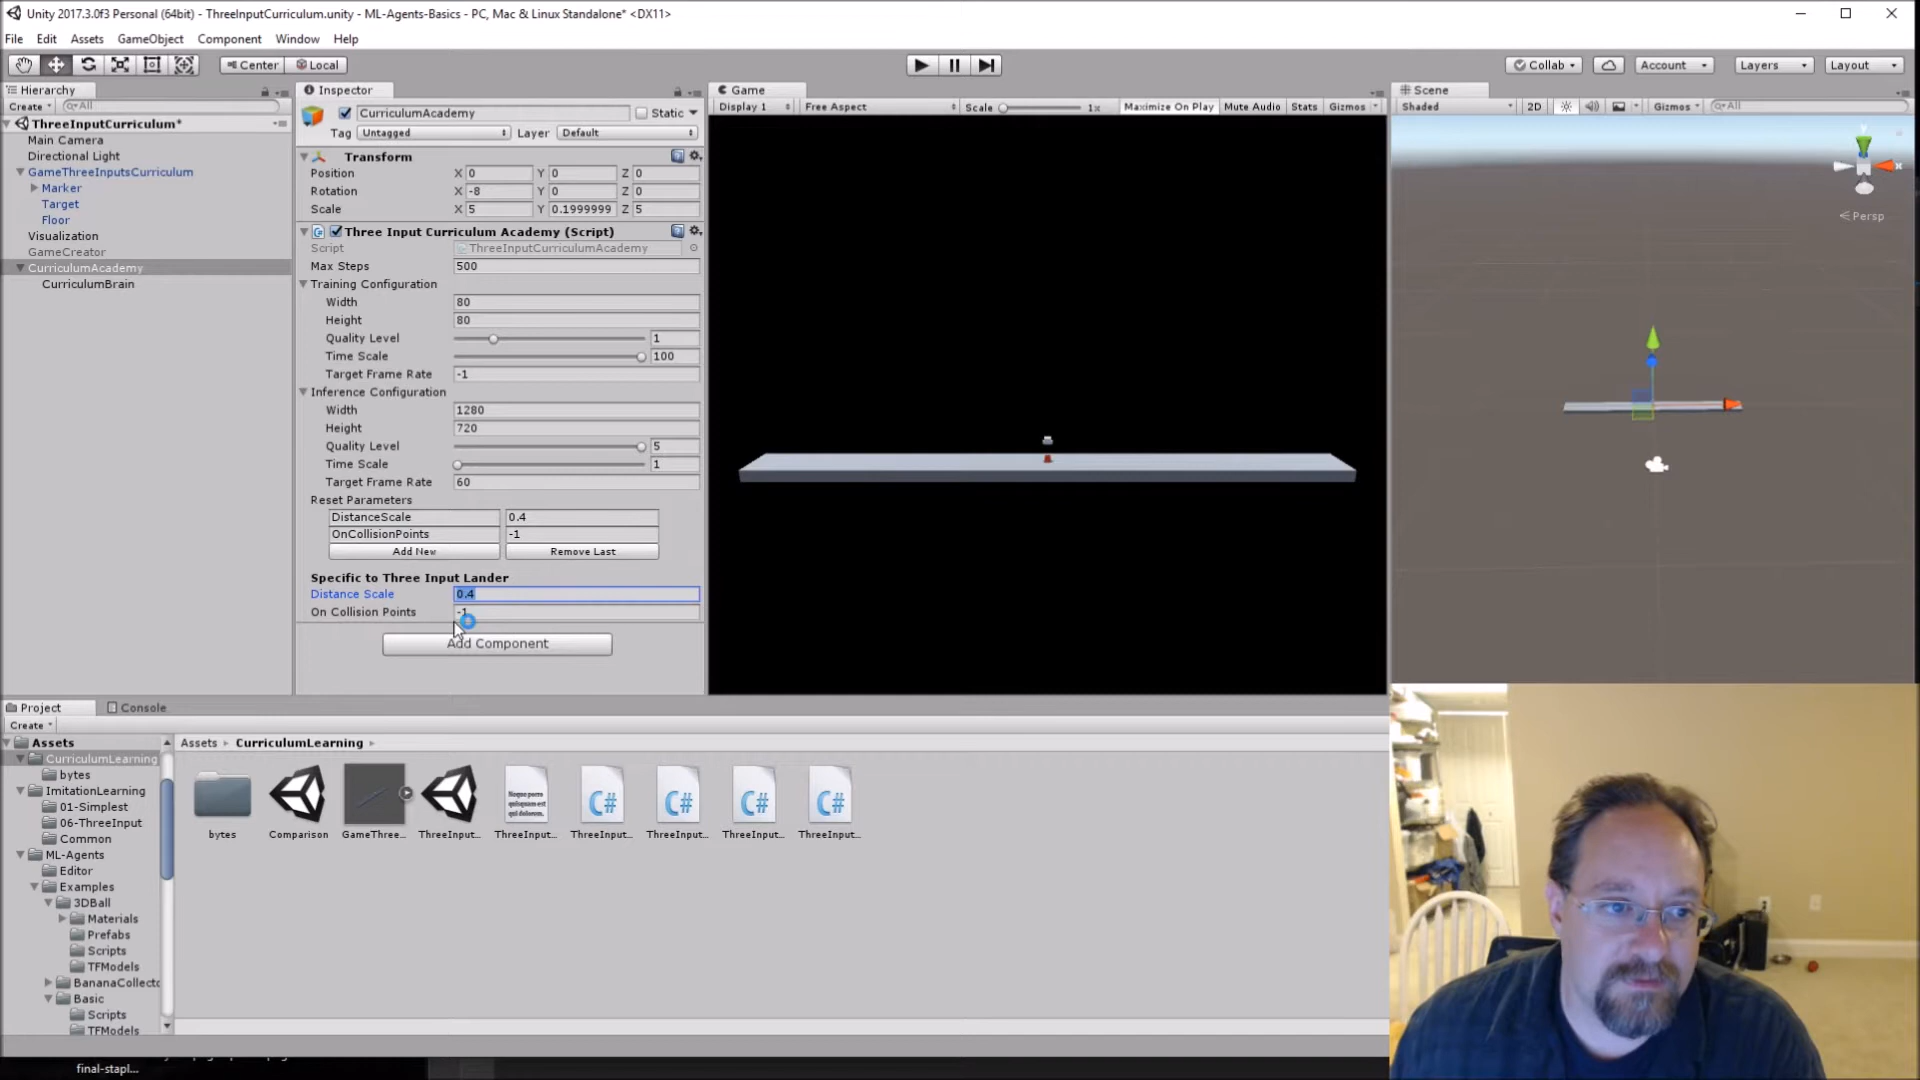 Unity 2017.3.0f3 Personal (64bit) - ThreeInputCurriculum.unity - ML-Agents-Basics - PC, Mac & Linux Standalone* <DX11>
File Edit Assets GameObject Component Window Help
Center Local Collab Account Layers Layout
Hierarchy
Create All
ThreeInputCurriculum*
Main Camera
Directional Light
GameThreeInputsCurriculum
Marker
Target
Floor
Visualization
GameCreator
CurriculumAcademy
CurriculumBrain
Inspector
CurriculumAcademy Static
Tag Untagged Layer Default
Transform
Position X 0 Y 0 Z 0
Rotation X -8 Y 0 Z 0
Scale X 5 Y 0.1999999 Z 5
Three Input Curriculum Academy (Script)
Script ThreeInputCurriculumAcademy
Max Steps 500
Training Configuration
Width 80
Height 80
Quality Level 1
Time Scale 100
Target Frame Rate -1
Inference Configuration
Width 1280
Height 720
Quality Level 5
Time Scale 1
Target Frame Rate 60
Reset Parameters
DistanceScale 0.4
OnCollisionPoints -1
Add New Remove Last
Specific to Three Input Lander
Distance Scale 0.4
On Collision Points -1
Add Component
Game
Display 1 Free Aspect Scale 1x Maximize On Play Mute Audio Stats Gizmos
Scene
Shaded 2D Gizmos All
Persp
Project Console
Create
Assets
CurriculumLearning
bytes
ImitationLearning
01-Simplest
06-ThreeInput
Common
ML-Agents
Editor
Examples
3DBall
Materials
Prefabs
Scripts
TFModels
BananaCollecto
Basic
Scripts
TFModels
Assets CurriculumLearning
bytes Comparison GameThree... ThreeInput... ThreeInput... ThreeInput... ThreeInput... ThreeInput... ThreeInput...
final-stapl...